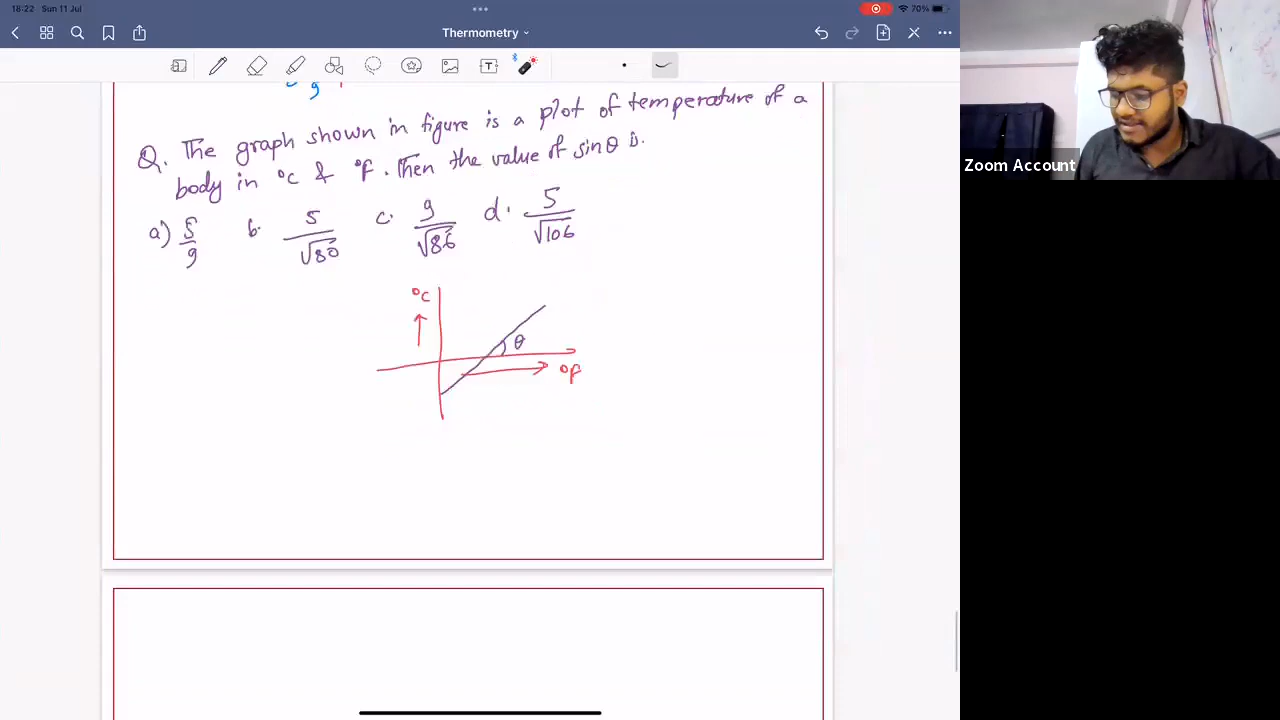 18:22 Sun 11 Jul
70%
Thermometry
Q. The graph shown in figure is a plot of temperature of a
body in °C & °F. Then the value of sinθ is.
a) 5/9 b. 5/√86 c. 9/√86 d. 5/√106
°C
θ
°F
Zoom Account